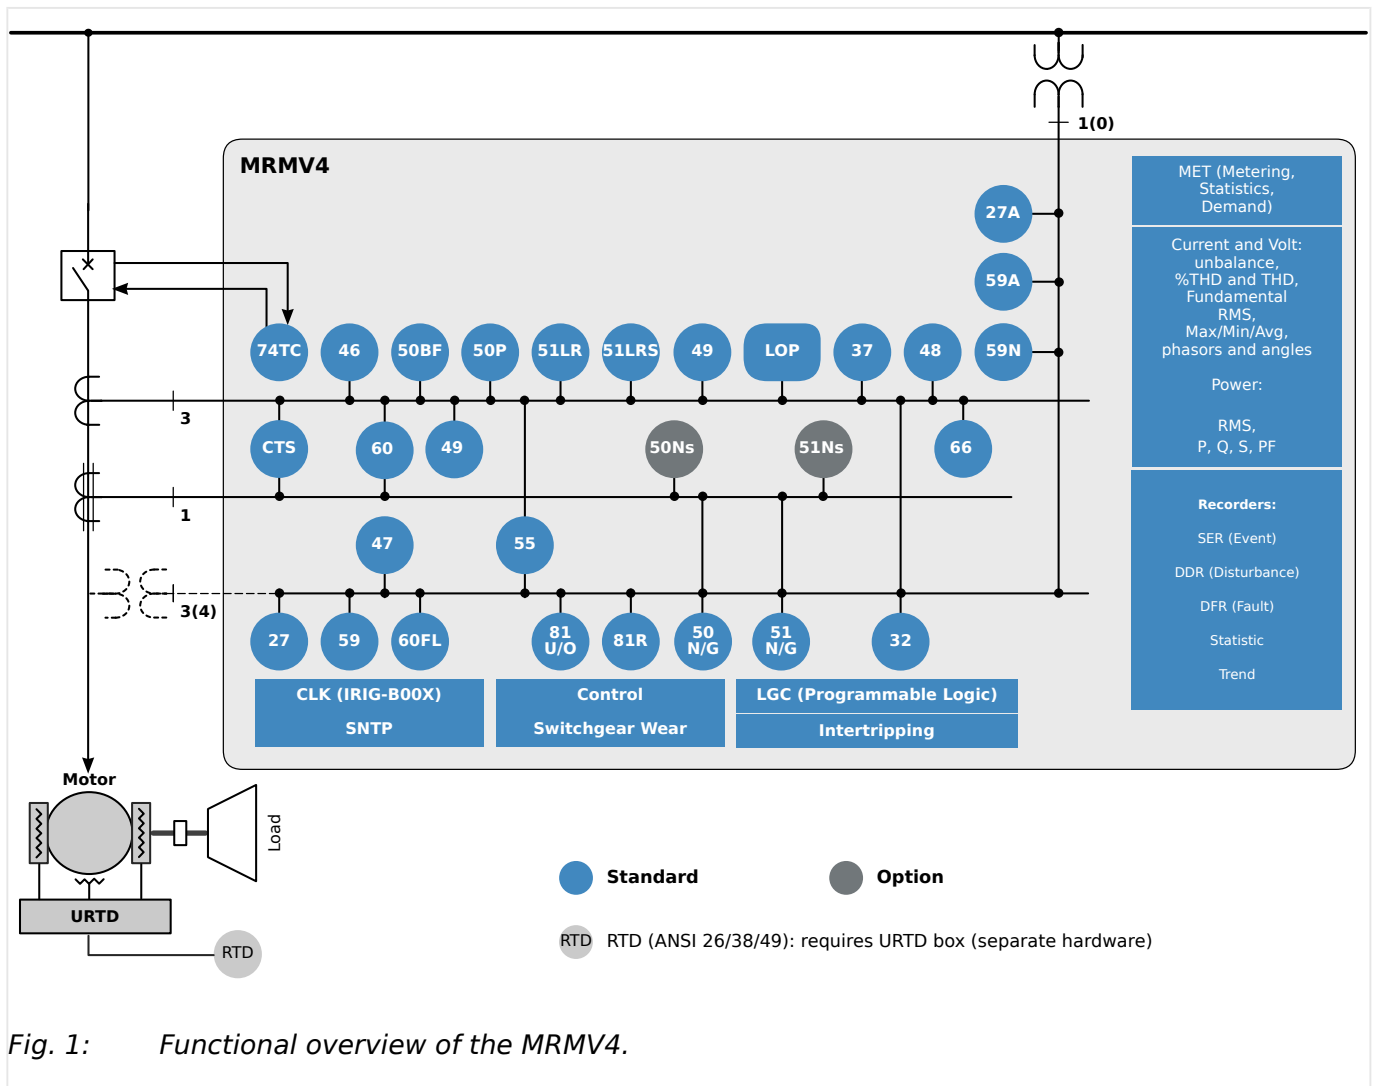 1(0)
MRMV4
27A
59A
59N
74TC
46
50BF
50P
51LR
51LRS
49
LOP
37
48
3
CTS
60
49
50Ns
51Ns
66
1
47
55
3(4)
27
59
60FL
81
U/O
81R
50
N/G
51
N/G
32
CLK (IRIG-B00X)
SNTP
Control
Switchgear Wear
LGC (Programmable Logic)
Intertripping
MET (Metering,
Statistics,
Demand)
Current and Volt:
unbalance,
%THD and THD,
Fundamental
RMS,
Max/Min/Avg,
phasors and angles
Power:
RMS,
P, Q, S, PF
Recorders:
SER (Event)
DDR (Disturbance)
DFR (Fault)
Statistic
Trend
Motor
Load
URTD
RTD
Standard
Option
RTD
RTD (ANSI 26/38/49): requires URTD box (separate hardware)
Fig. 1: Functional overview of the MRMV4.